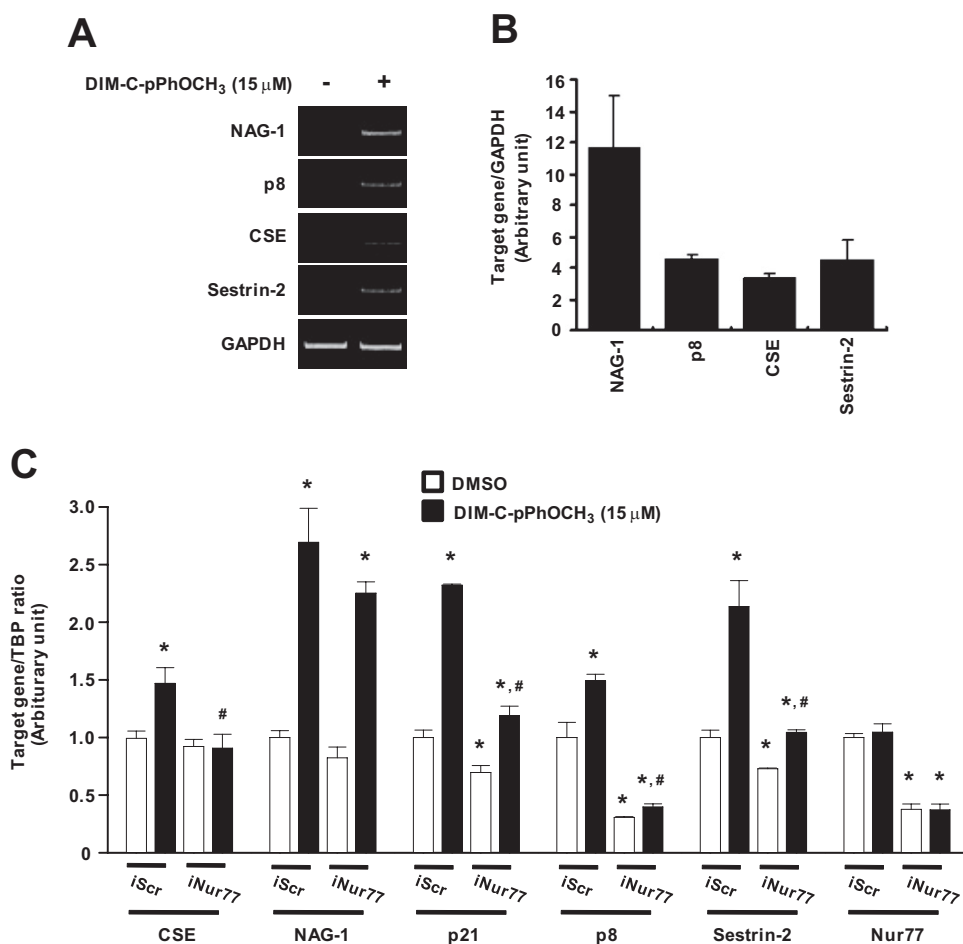 A
DIM-C-pPhOCH3 (15 μM) - +
NAG-1
p8
CSE
Sestrin-2
GAPDH
B
Target gene/GAPDH
(Arbitrary unit)
16
14
12
10
8
6
4
2
0
NAG-1
p8
CSE
Sestrin-2
C
DMSO
DIM-C-pPhOCH3 (15 μM)
Target gene/TBP ratio
(Arbiturary unit)
3.0
2.5
2.0
1.5
1.0
0.5
0
* # * * * * *,# * * *,# * * *,# * *
iScr iNur77 iScr iNur77 iScr iNur77 iScr iNur77 iScr iNur77 iScr iNur77
CSE NAG-1 p21 p8 Sestrin-2 Nur77